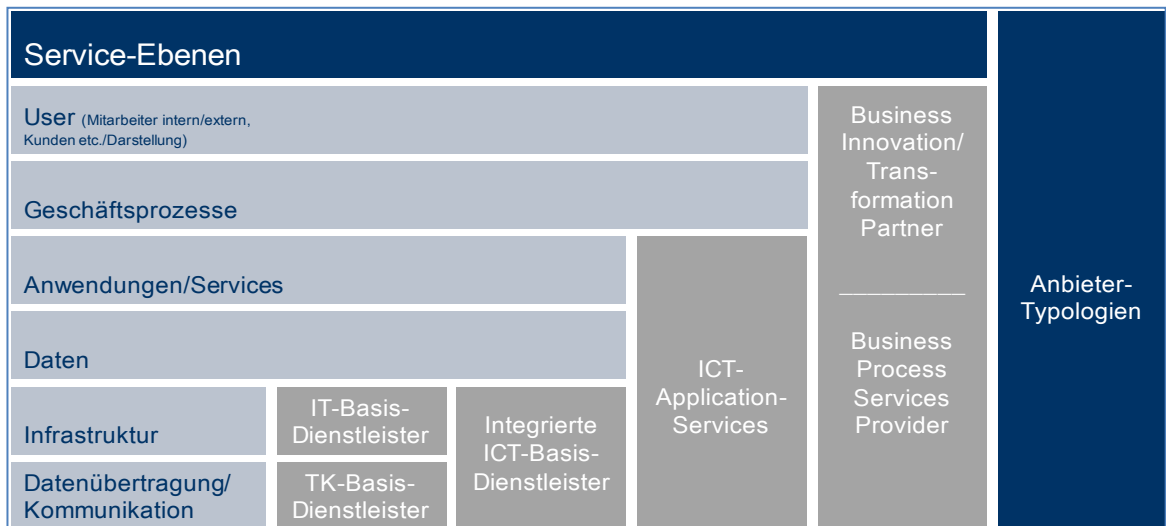 Service-Ebenen
User (Mitarbeiter intern/extern,
Kunden etc./Darstellung)
Geschäftsprozesse
Anwendungen/Services
Daten
Infrastruktur
Datenübertragung/
Kommunikation
IT-Basis-
Dienstleister
TK-Basis-
Dienstleister
Integrierte
ICT-Basis-
Dienstleister
ICT-
Application-
Services
Business
Innovation/
Trans-
formation
Partner
_________
Business
Process
Services
Provider
Anbieter-
Typologien